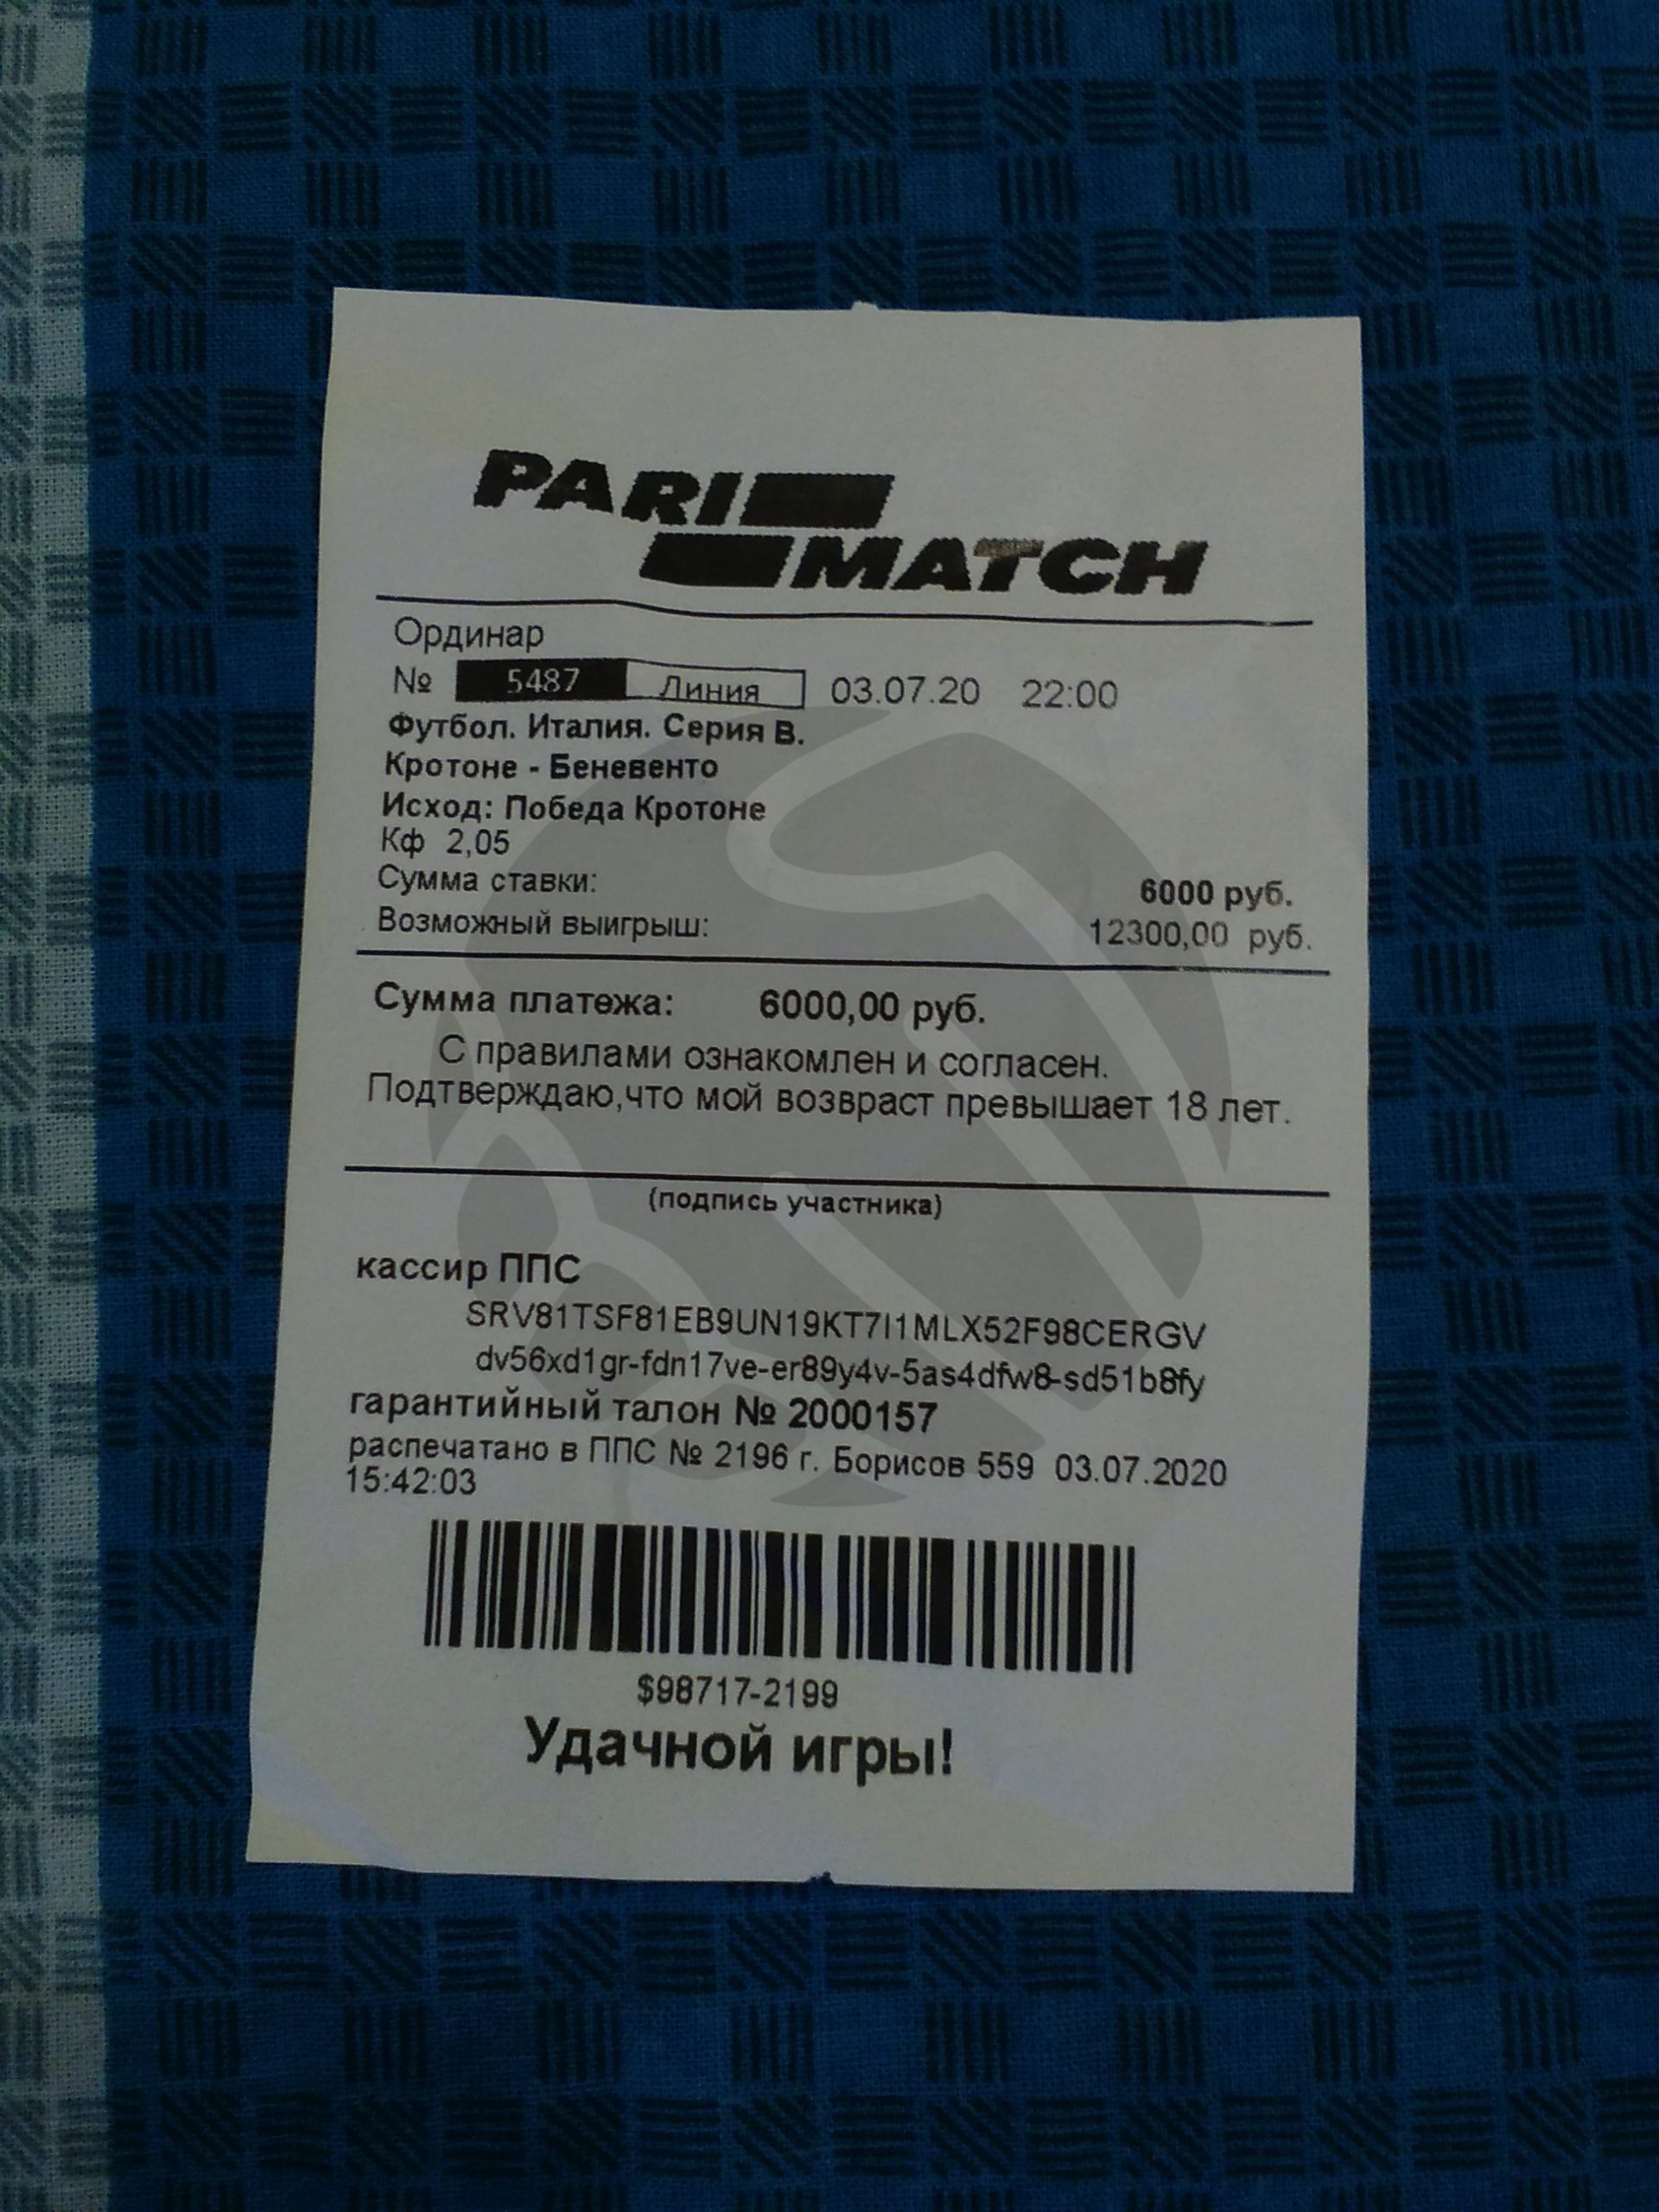 PARI
MATCH
Ординар
№ 5487 Линия 03.07.20 22:00
Футбол. Италия. Серия В.
Кротоне - Беневенто
Исход: Победа Кротоне
Кф 2,05
Сумма ставки: 6000 руб.
Возможный выигрыш: 12300,00 руб.
Сумма платежа: 6000,00 руб.
С правилами ознакомлен и согласен.
Подтверждаю,что мой возвраст превышает 18 лет.
(подпись участника)
кассир ППС
SRV81TSF81EB9UN19KT7I1MLX52F98CERGV
dv56xd1gr-fdn17ve-er89y4v-5as4dfw8-sd51b8fy
гарантийный талон № 2000157
распечатано в ППС № 2196 г. Борисов 559 03.07.2020
15:42:03
$98717-2199
Удачной игры!